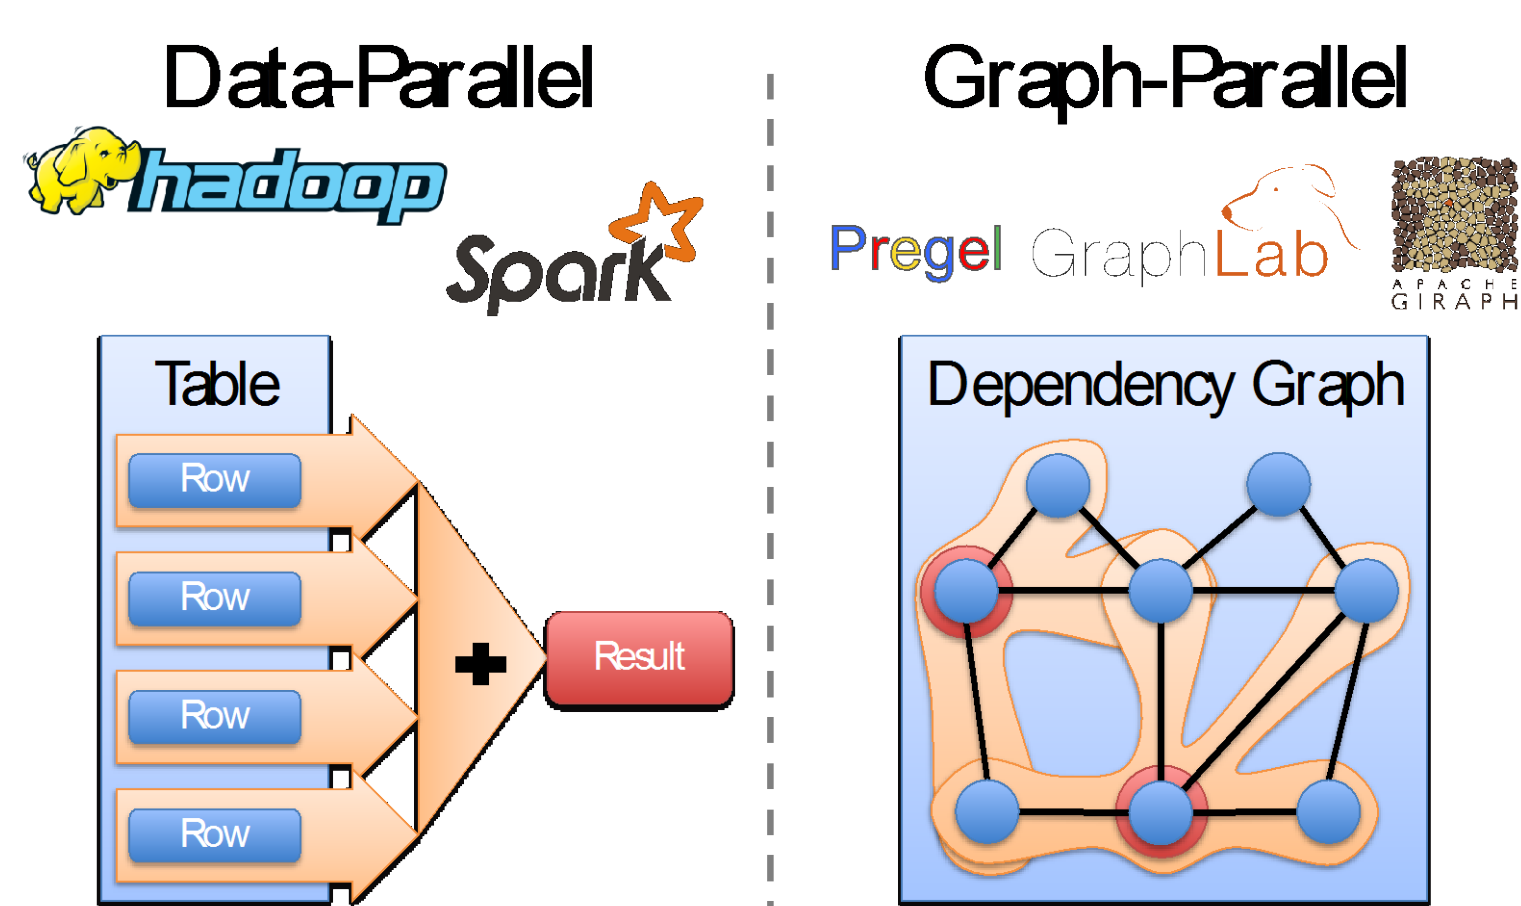 Data-Parallel
hadoop
Spark
Table
Row
Row
Row
Row
+
Result
Graph-Parallel
Pregel
GraphLab
APACHE
GIRAPH
Dependency Graph